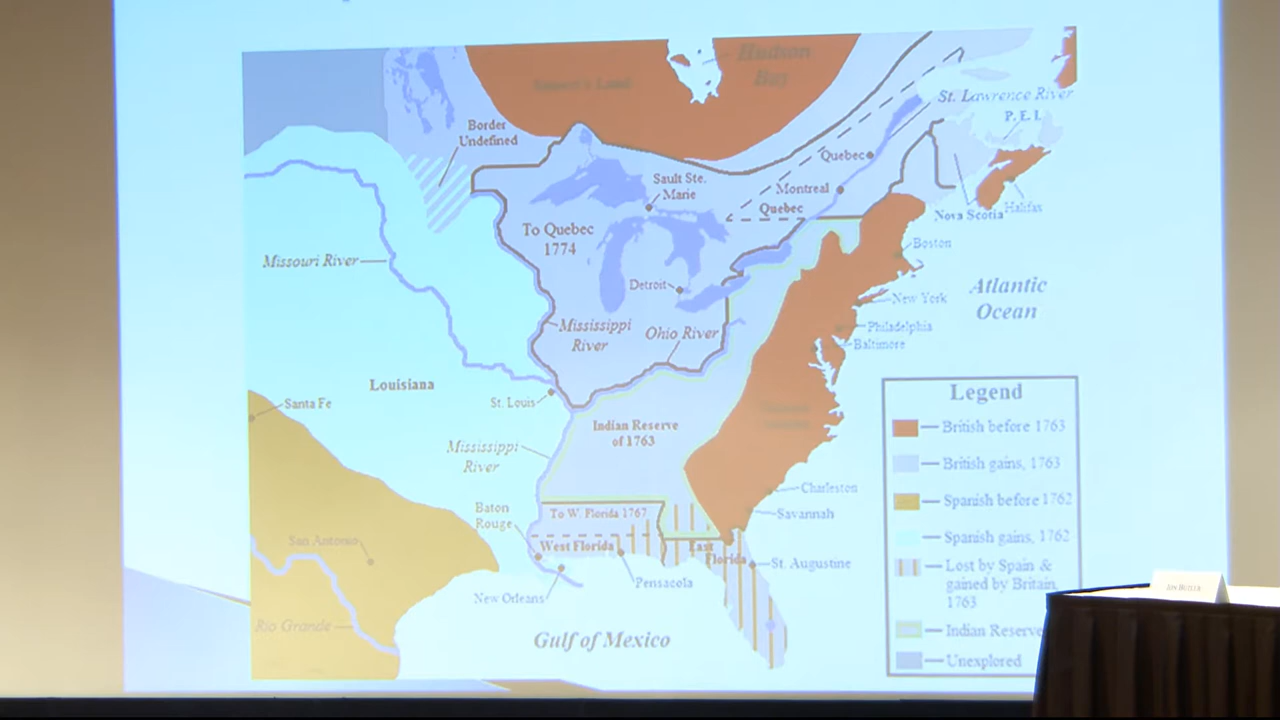 Hudson
Bay
Border
Undefined
St. Lawrence River
P. E. I.
Quebec
Sault Ste.
Marie
Montreal
Quebec
Nova Scotia
Halifas
To Quebec
1774
Boston
Missouri River
Detroit
Atlantic
Ocean
New York
Mississippi
River
Ohio River
Philadelphia
Baltimore
Louisiana
St. Louis
Santa Fe
Indian Reserve
of 1763
Mississippi
River
Charleston
Baton
Rouge
To W. Florida 1767
Savannah
San Antonio
West Florida
East
Florida
St. Augustine
Pensacola
New Orleans
Rio Grande
Gulf of Mexico
Legend
British before 1763
British gains, 1763
Spanish before 1762
Spanish gains, 1762
Lost by Spain &
gained by Britain,
1763
Indian Reserve
Unexplored